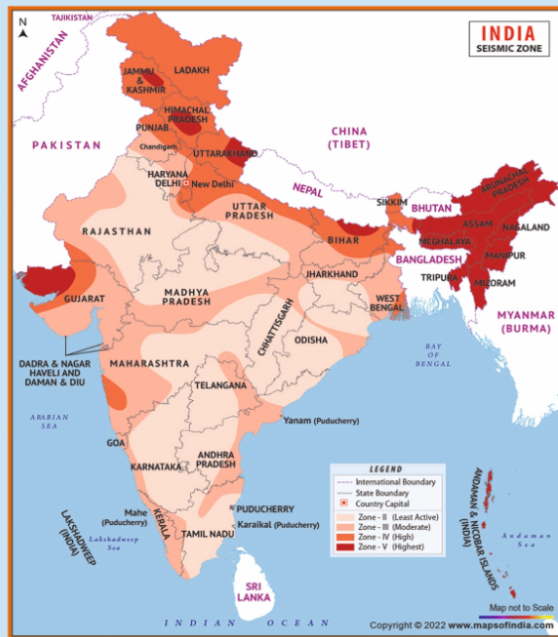 N
TAJIKISTAN
AFGHANISTAN
INDIA
SEISMIC ZONE
LADAKH
JAMMU
&
KASHMIR
HIMACHAL
PRADESH
PUNJAB
Chandigarh
UTTARAKHAND
PAKISTAN
CHINA
(TIBET)
HARYANA
DELHI
New Delhi
NEPAL
SIKKIM
BHUTAN
ARUNACHAL
PRADESH
UTTAR
PRADESH
RAJASTHAN
BIHAR
ASSAM
NAGALAND
MEGHALAYA
MANIPUR
BANGLADESH
TRIPURA
MIZORAM
JHARKHAND
WEST
BENGAL
GUJARAT
MADHYA
PRADESH
CHHATTISGARH
ODISHA
MYANMAR
(BURMA)
DADRA & NAGAR
HAVELI AND
DAMAN & DIU
MAHARASHTRA
TELANGANA
BAY
OF
BENGAL
ARABIAN
SEA
Yanam (Puducherry)
GOA
ANDHRA
PRADESH
KARNATAKA
LEGEND
International Boundary
State Boundary
Country Capital
Zone - II (Least Active)
Zone - III (Moderate)
Zone - IV (High)
Zone - V (Highest)
Mahe
(Puducherry)
PUDUCHERRY
Karaikal (Puducherry)
KERALA
TAMIL NADU
LAKSHADWEEP
(INDIA)
Lakshadweep
Sea
ANDAMAN &
NICOBAR ISLANDS
(INDIA)
Andaman
Sea
SRI
LANKA
INDIAN OCEAN
Map not to Scale
Copyright © 2022 www.mapsofindia.com